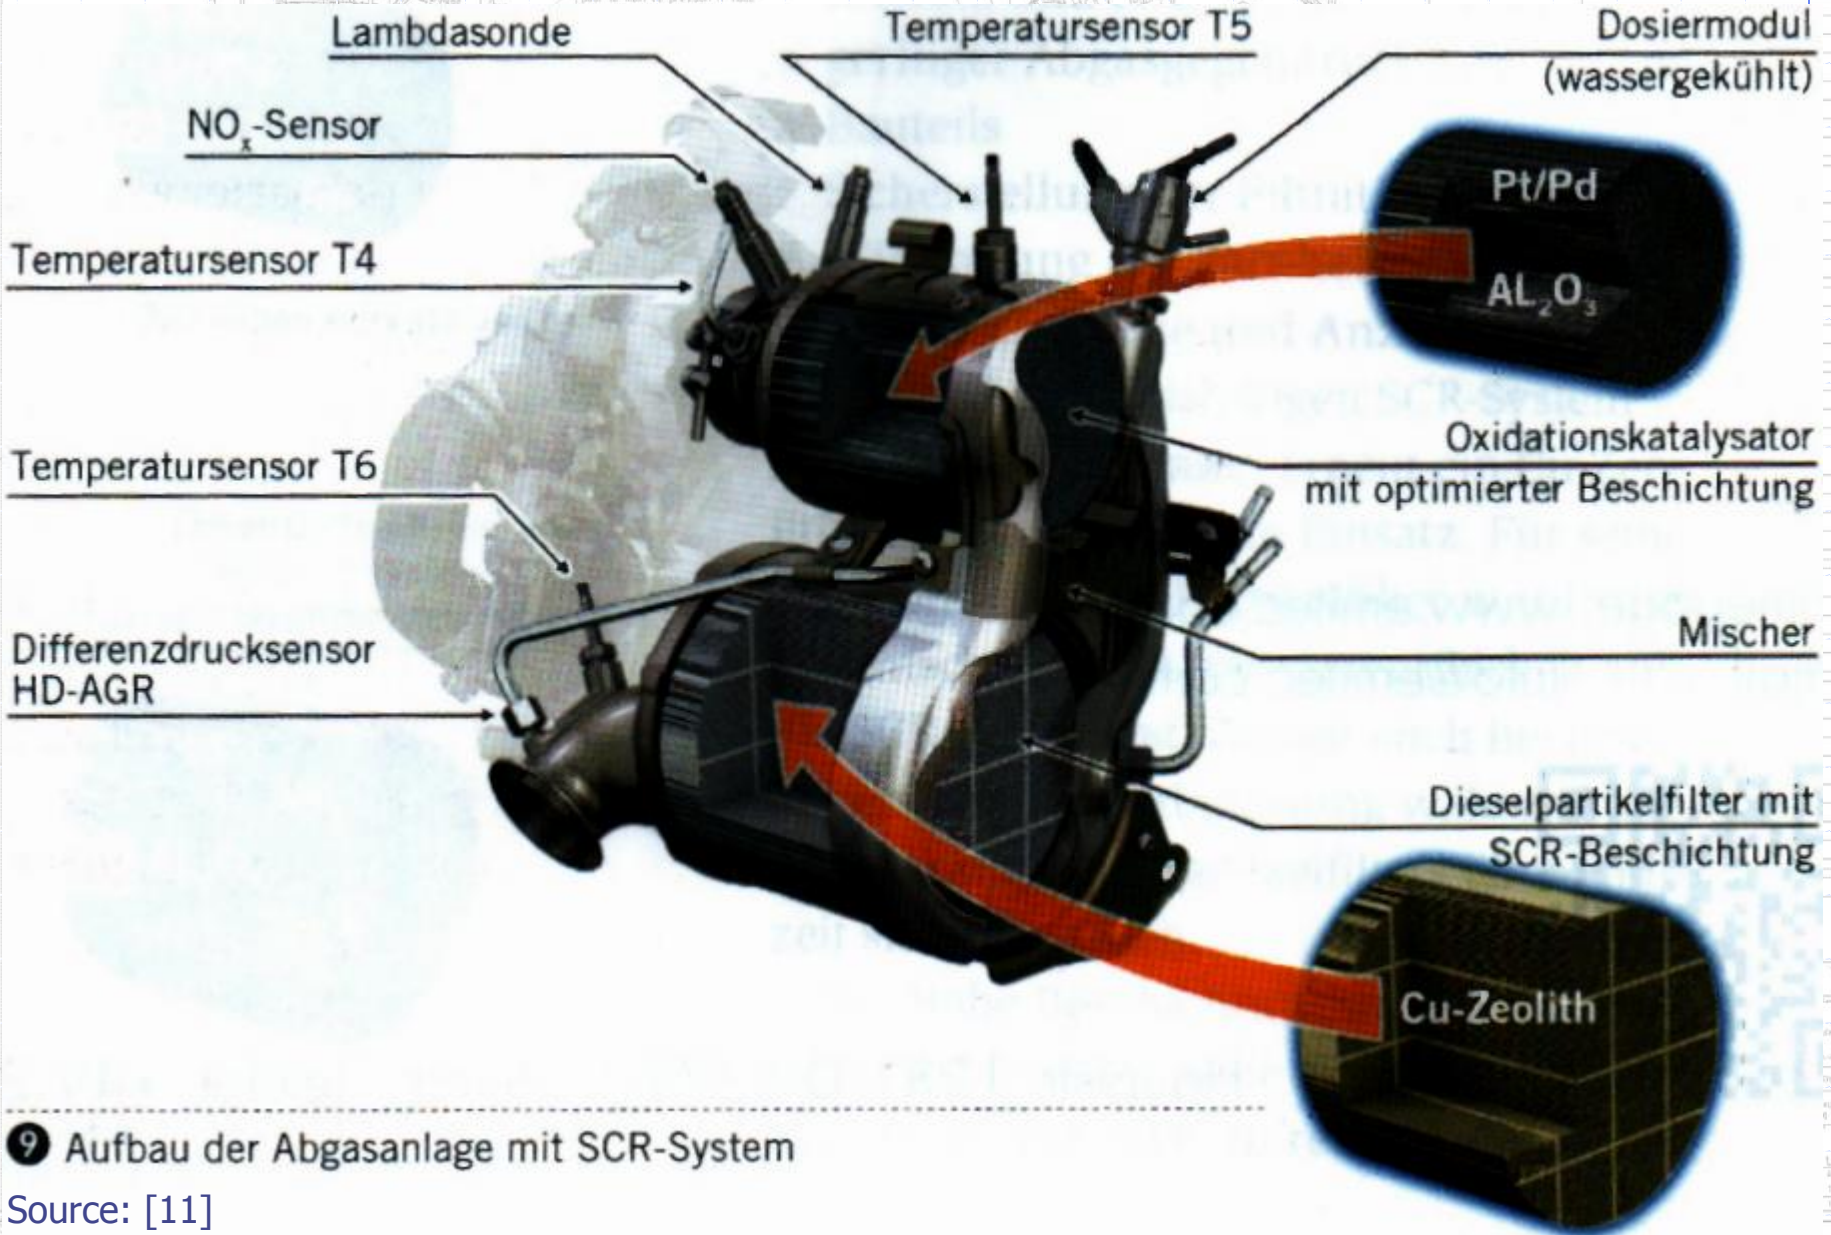 Lambdasonde
Temperatursensor T5
Dosiermodul
(wassergekühlt)
NOₓ-Sensor
Pt/Pd
AL₂O₃
Temperatursensor T4
Oxidationskatalysator
mit optimierter Beschichtung
Temperatursensor T6
Mischer
Differenzdrucksensor
HD-AGR
Dieselpartikelfilter mit
SCR-Beschichtung
Cu-Zeolith
9 Aufbau der Abgasanlage mit SCR-System
Source: [11]